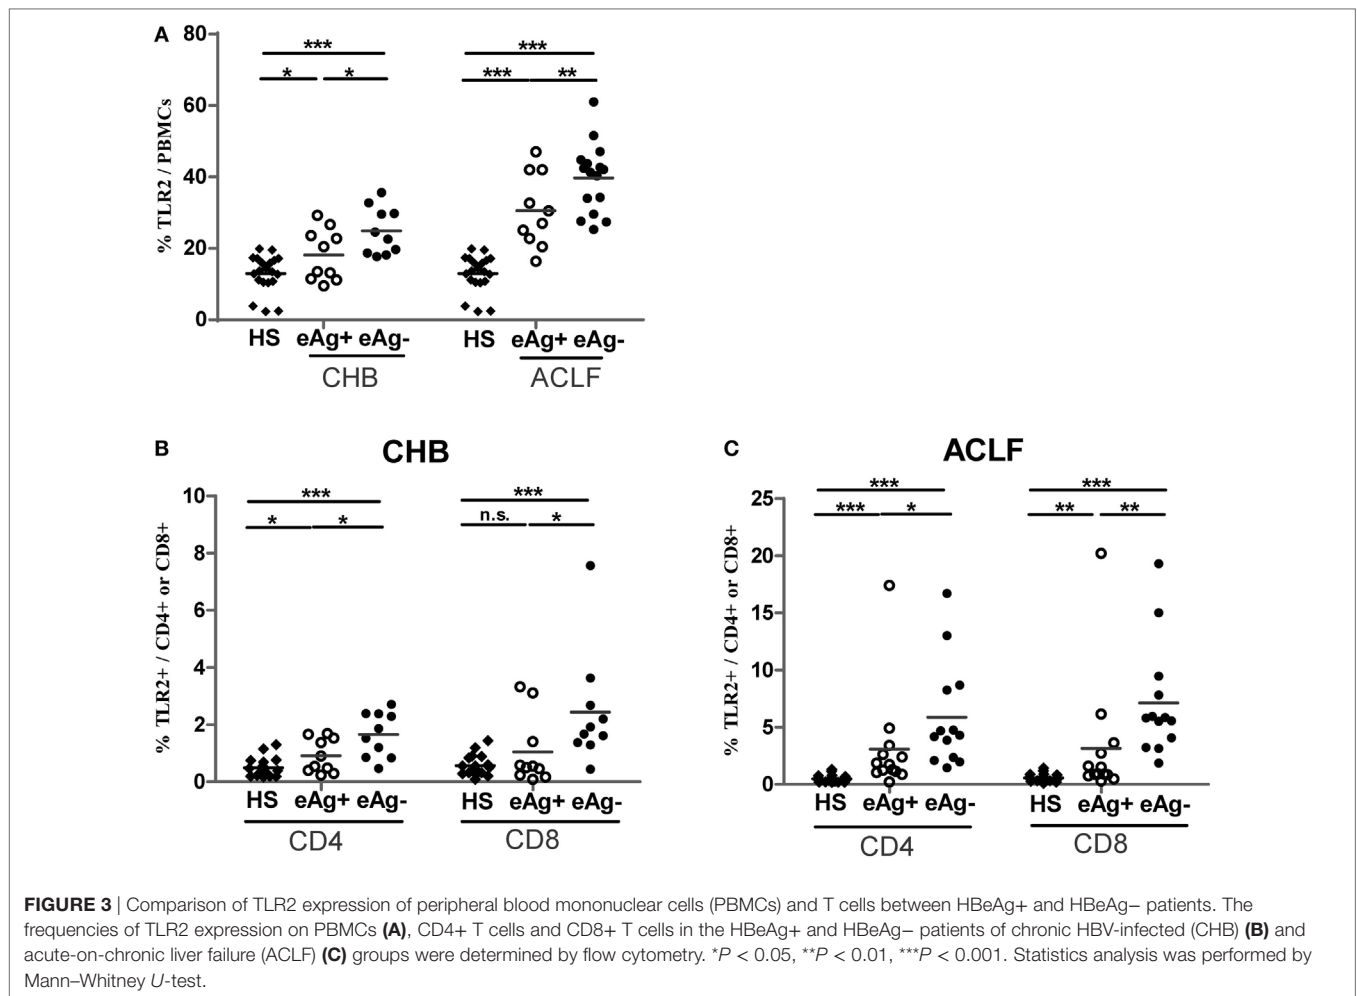 A
80
60
40
20
0
% TLR2 / PBMCs
***
*
*
***
***
**
HS eAg+ eAg- HS eAg+ eAg-
CHB ACLF
B
CHB
10
8
6
4
2
0
% TLR2+ / CD4+ or CD8+
***
*
*
***
n.s.
*
HS eAg+ eAg- HS eAg+ eAg-
CD4 CD8
C
ACLF
25
20
15
10
5
0
% TLR2+ / CD4+ or CD8+
***
***
*
***
**
**
HS eAg+ eAg- HS eAg+ eAg-
CD4 CD8
FIGURE 3 | Comparison of TLR2 expression of peripheral blood mononuclear cells (PBMCs) and T cells between HBeAg+ and HBeAg− patients. The
frequencies of TLR2 expression on PBMCs (A), CD4+ T cells and CD8+ T cells in the HBeAg+ and HBeAg− patients of chronic HBV-infected (CHB) (B) and
acute-on-chronic liver failure (ACLF) (C) groups were determined by flow cytometry. *P < 0.05, **P < 0.01, ***P < 0.001. Statistics analysis was performed by
Mann–Whitney U-test.